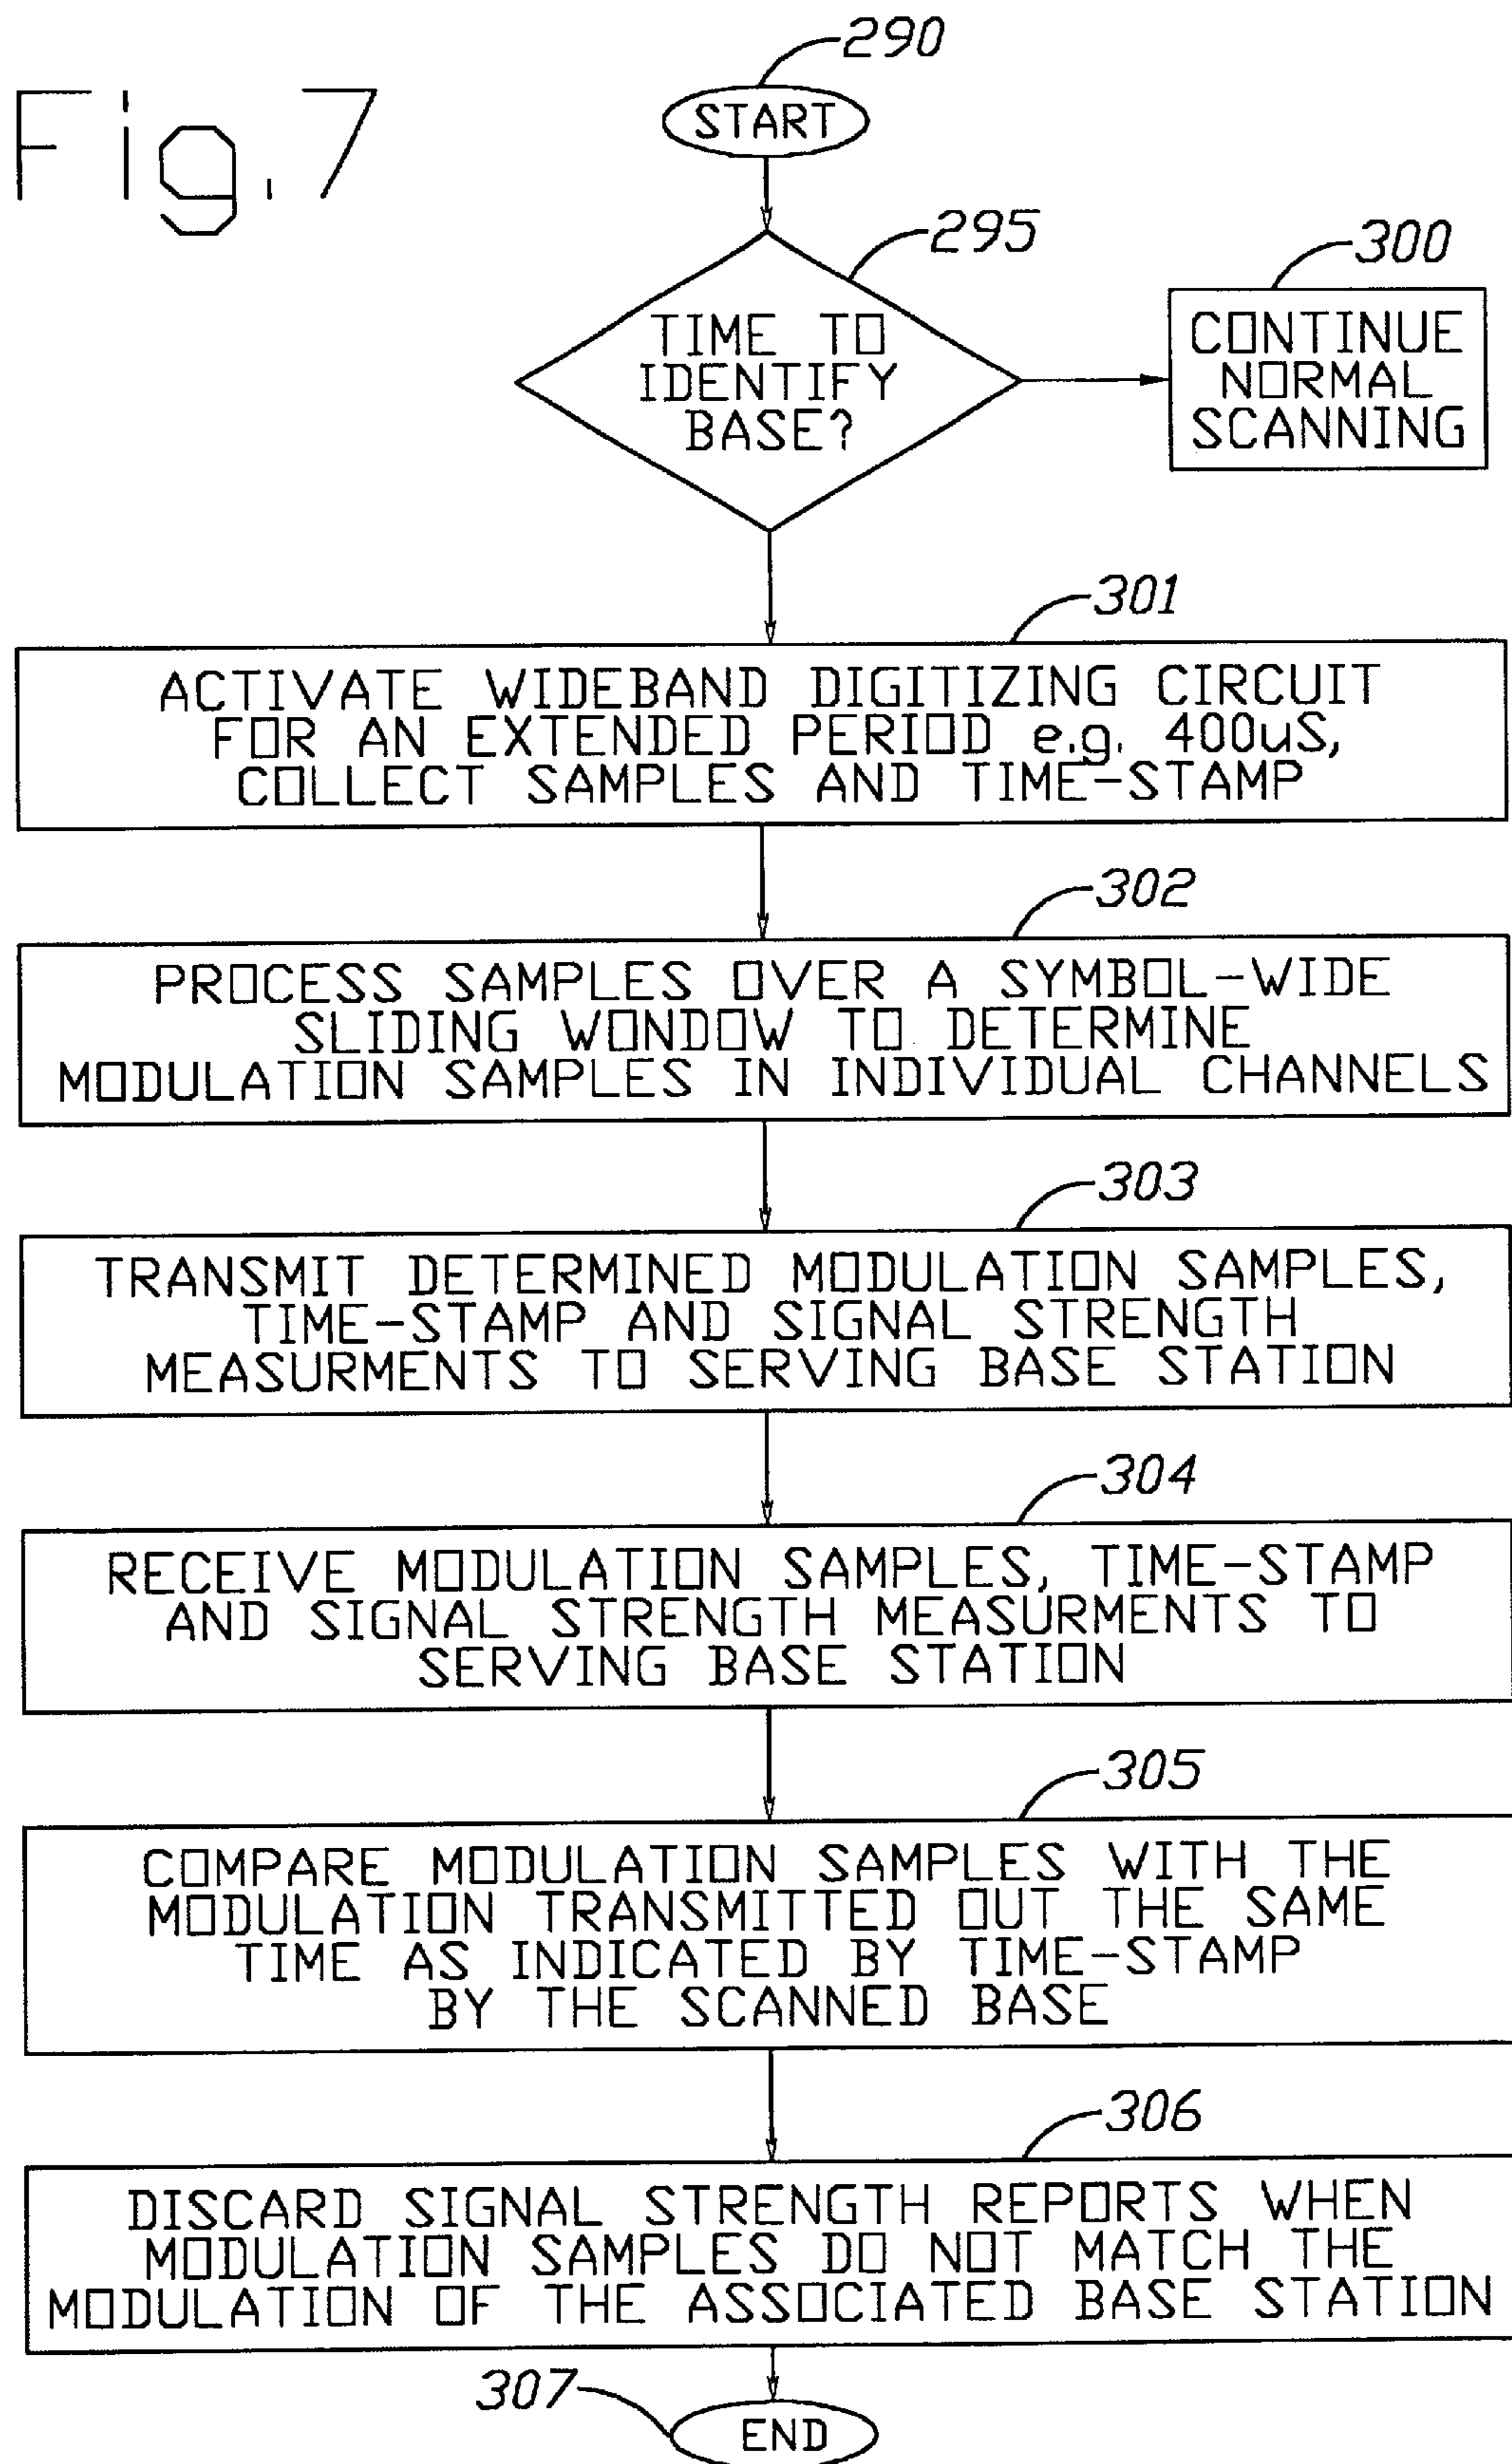 Fig.7
290
START
295
TIME TO
IDENTIFY
BASE?
300
CONTINUE
NORMAL
SCANNING
301
ACTIVATE WIDEBAND DIGITIZING CIRCUIT
FOR AN EXTENDED PERIOD e.g. 400uS,
COLLECT SAMPLES AND TIME-STAMP
302
PROCESS SAMPLES OVER A SYMBOL-WIDE
SLIDING WONDOW TO DETERMINE
MODULATION SAMPLES IN INDIVIDUAL CHANNELS
303
TRANSMIT DETERMINED MODULATION SAMPLES,
TIME-STAMP AND SIGNAL STRENGTH
MEASURMENTS TO SERVING BASE STATION
304
RECEIVE MODULATION SAMPLES, TIME-STAMP
AND SIGNAL STRENGTH MEASURMENTS TO
SERVING BASE STATION
305
COMPARE MODULATION SAMPLES WITH THE
MODULATION TRANSMITTED OUT THE SAME
TIME AS INDICATED BY TIME-STAMP
BY THE SCANNED BASE
306
DISCARD SIGNAL STRENGTH REPORTS WHEN
MODULATION SAMPLES DO NOT MATCH THE
MODULATION OF THE ASSOCIATED BASE STATION
307
END